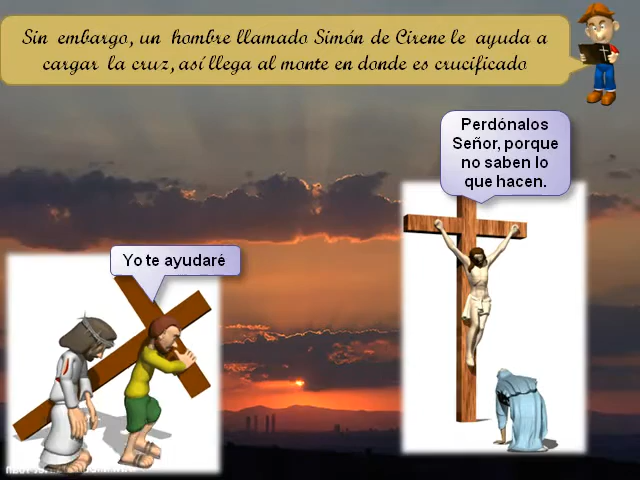 Sin embargo, un hombre llamado Simón de Cirene le ayuda a
cargar la cruz, así llega al monte en donde es crucificado
Perdónalos
Señor, porque
no saben lo
que hacen.
Yo te ayudaré